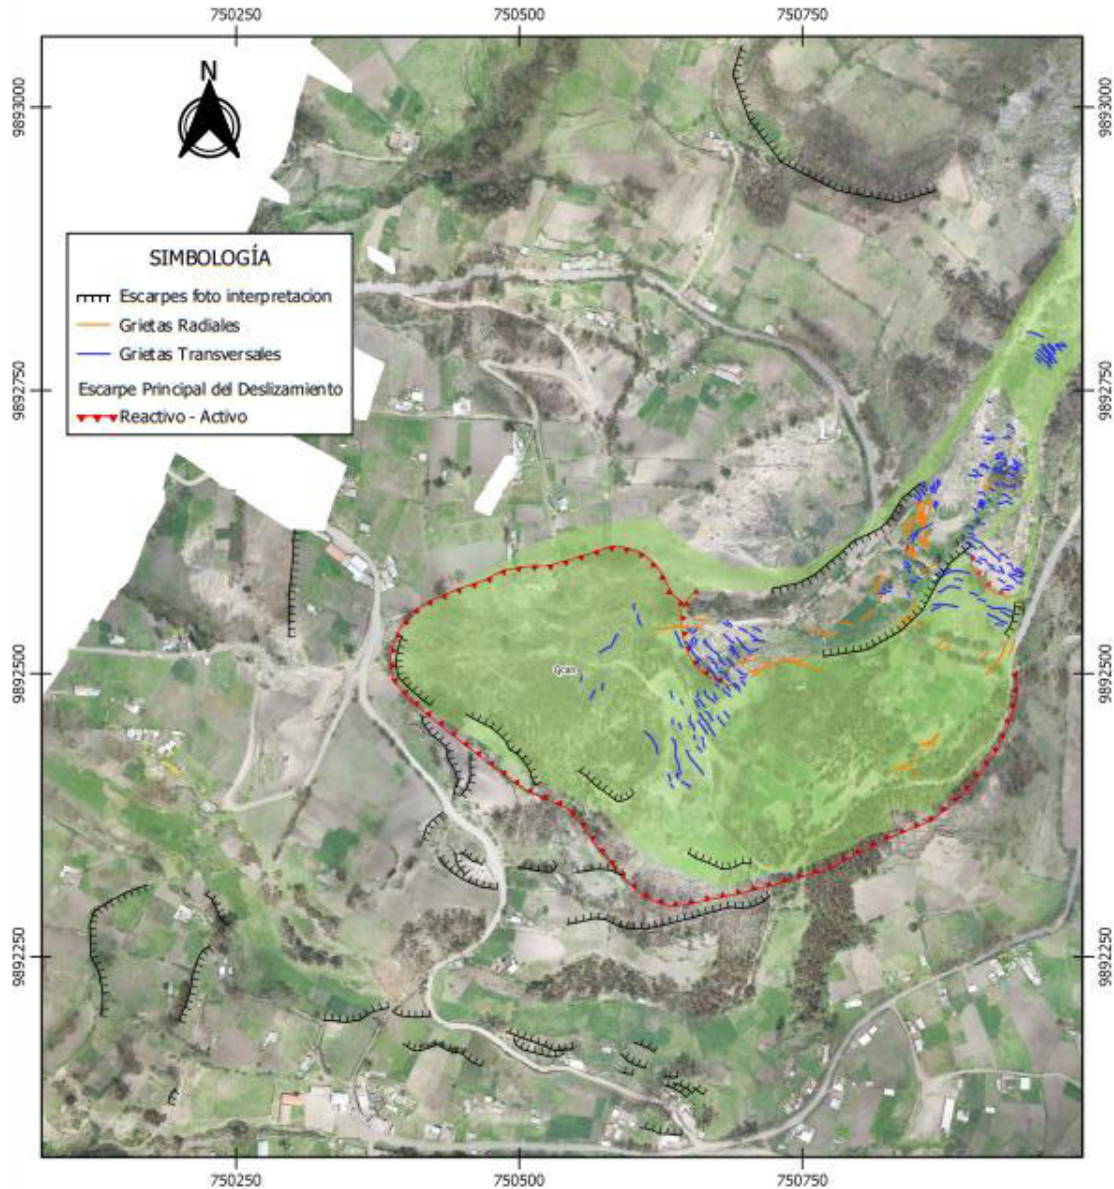 750250 750500 750750
9893000 9893000
N
SIMBOLOGÍA
Escarpes foto interpretacion
Grietas Radiales
Grietas Transversales
Escarpe Principal del Deslizamiento
Reactivo - Activo
9892750 9892750
9892500 9892500
9892250 9892250
750250 750500 750750